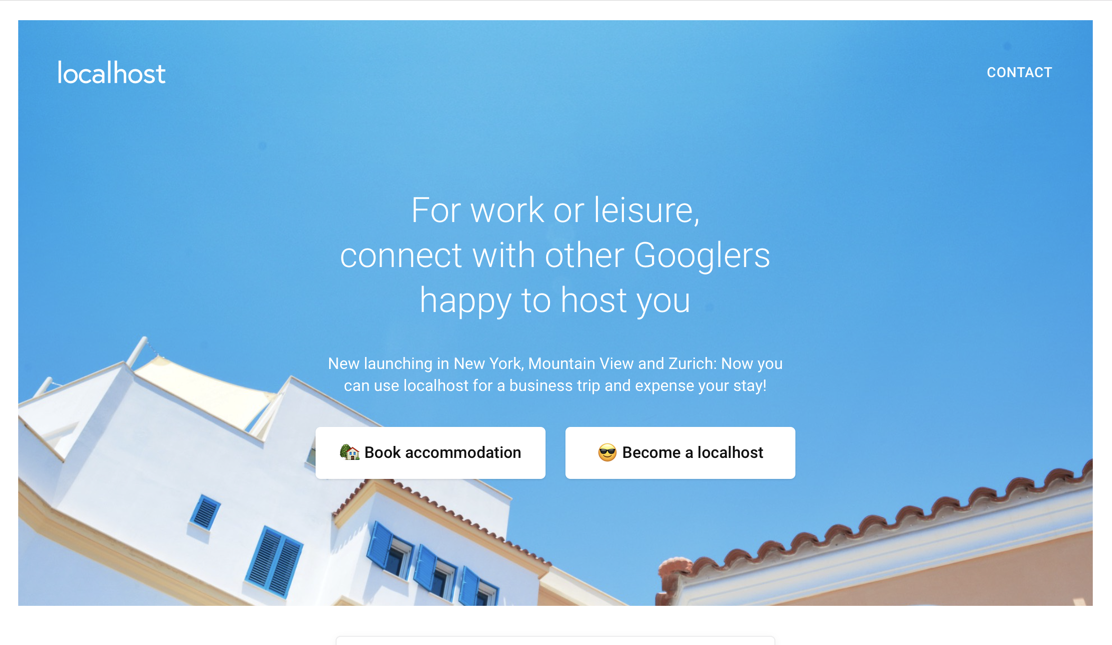 localhost
CONTACT
For work or leisure,
connect with other Googlers
happy to host you
New launching in New York, Mountain View and Zurich: Now you
can use localhost for a business trip and expense your stay!
🏡 Book accommodation
😎 Become a localhost